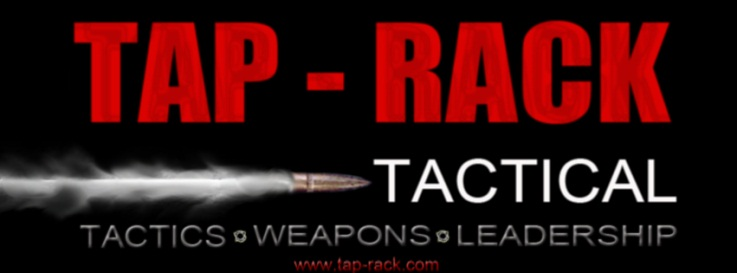 TAP - RACK
TACTICAL
TACTICS WEAPONS LEADERSHIP
www.tap-rack.com